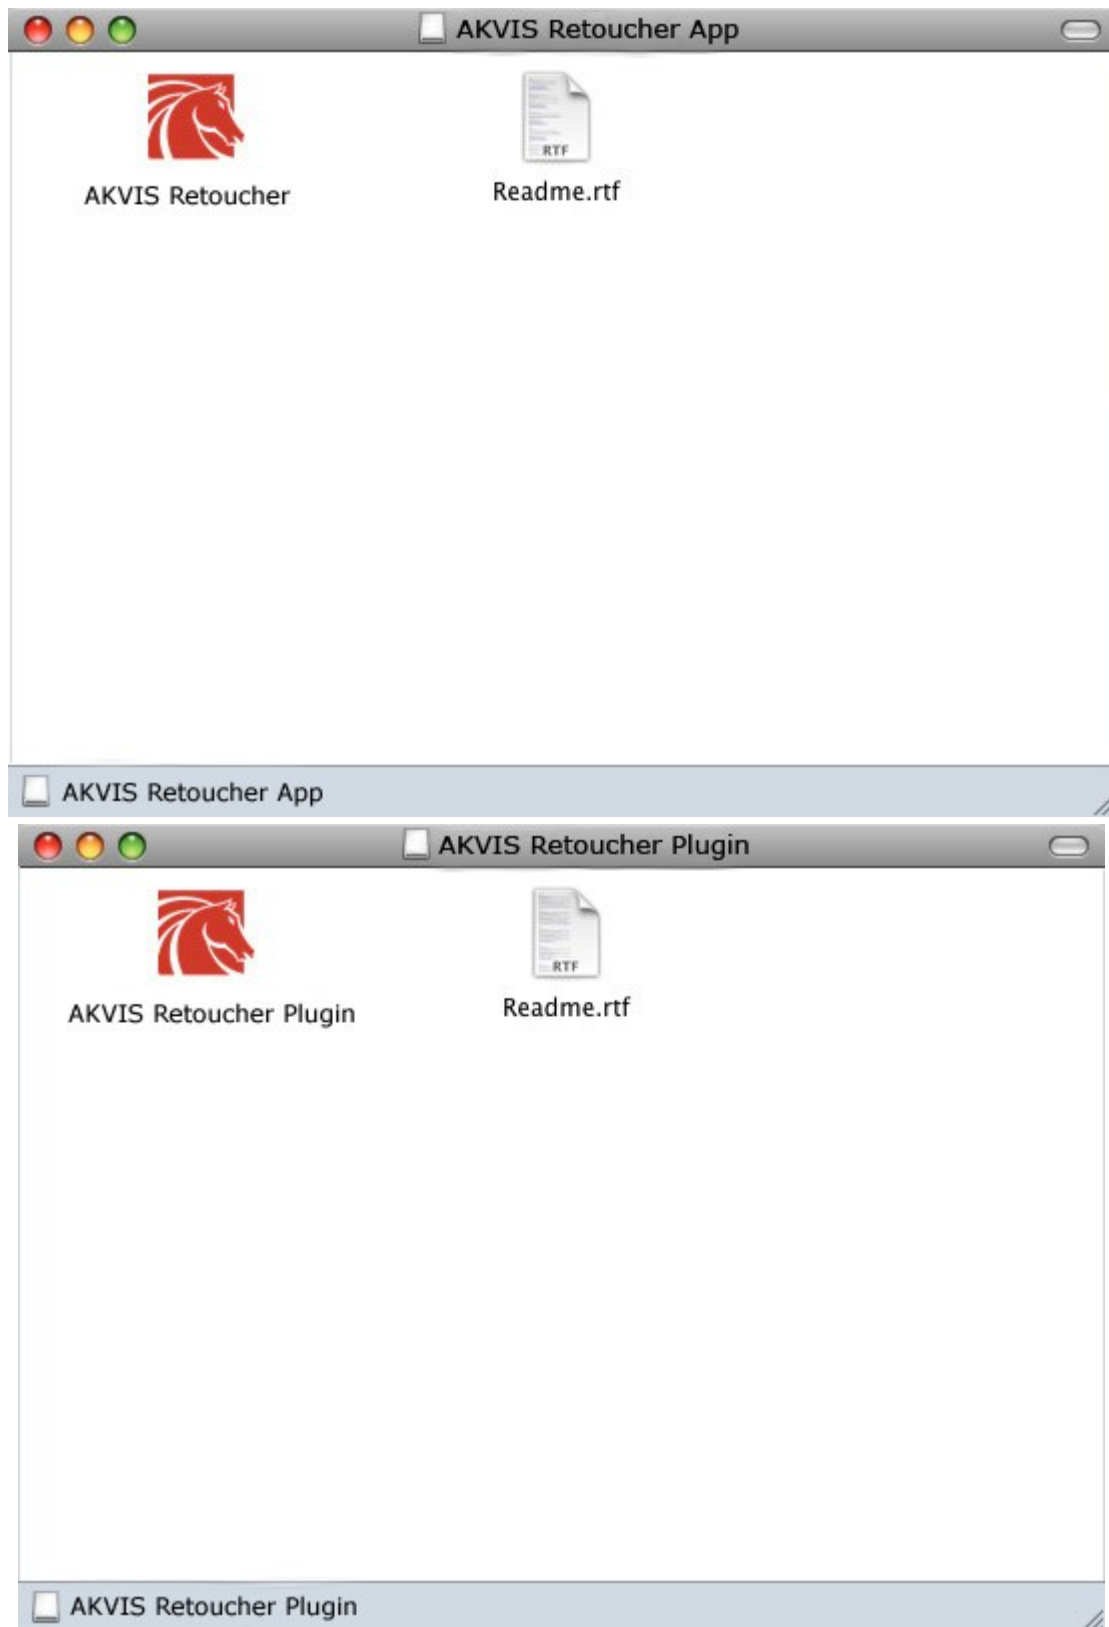 AKVIS Retoucher App
RTF
AKVIS Retoucher
Readme.rtf
AKVIS Retoucher App
AKVIS Retoucher Plugin
RTF
AKVIS Retoucher Plugin
Readme.rtf
AKVIS Retoucher Plugin